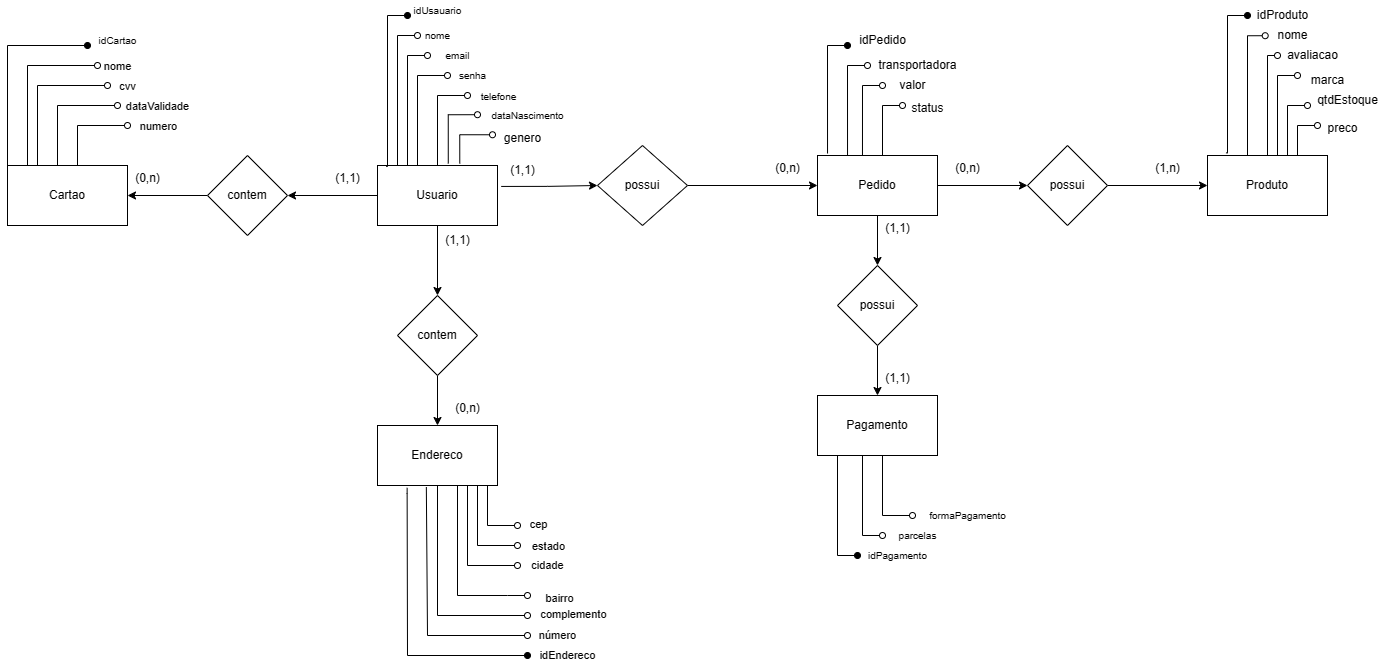 idCartao
nome
cvv
dataValidade
numero
Cartao
(0,n)
contem
(1,1)
idUsauario
nome
email
senha
telefone
dataNascimento
genero
Usuario
(1,1)
possui
(0,n)
idPedido
transportadora
valor
status
Pedido
(0,n)
possui
(1,n)
idProduto
nome
avaliacao
marca
qtdEstoque
preco
Produto
(1,1)
contem
(0,n)
Endereco
cep
estado
cidade
bairro
complemento
número
idEndereco
(1,1)
possui
(1,1)
Pagamento
formaPagamento
parcelas
idPagamento